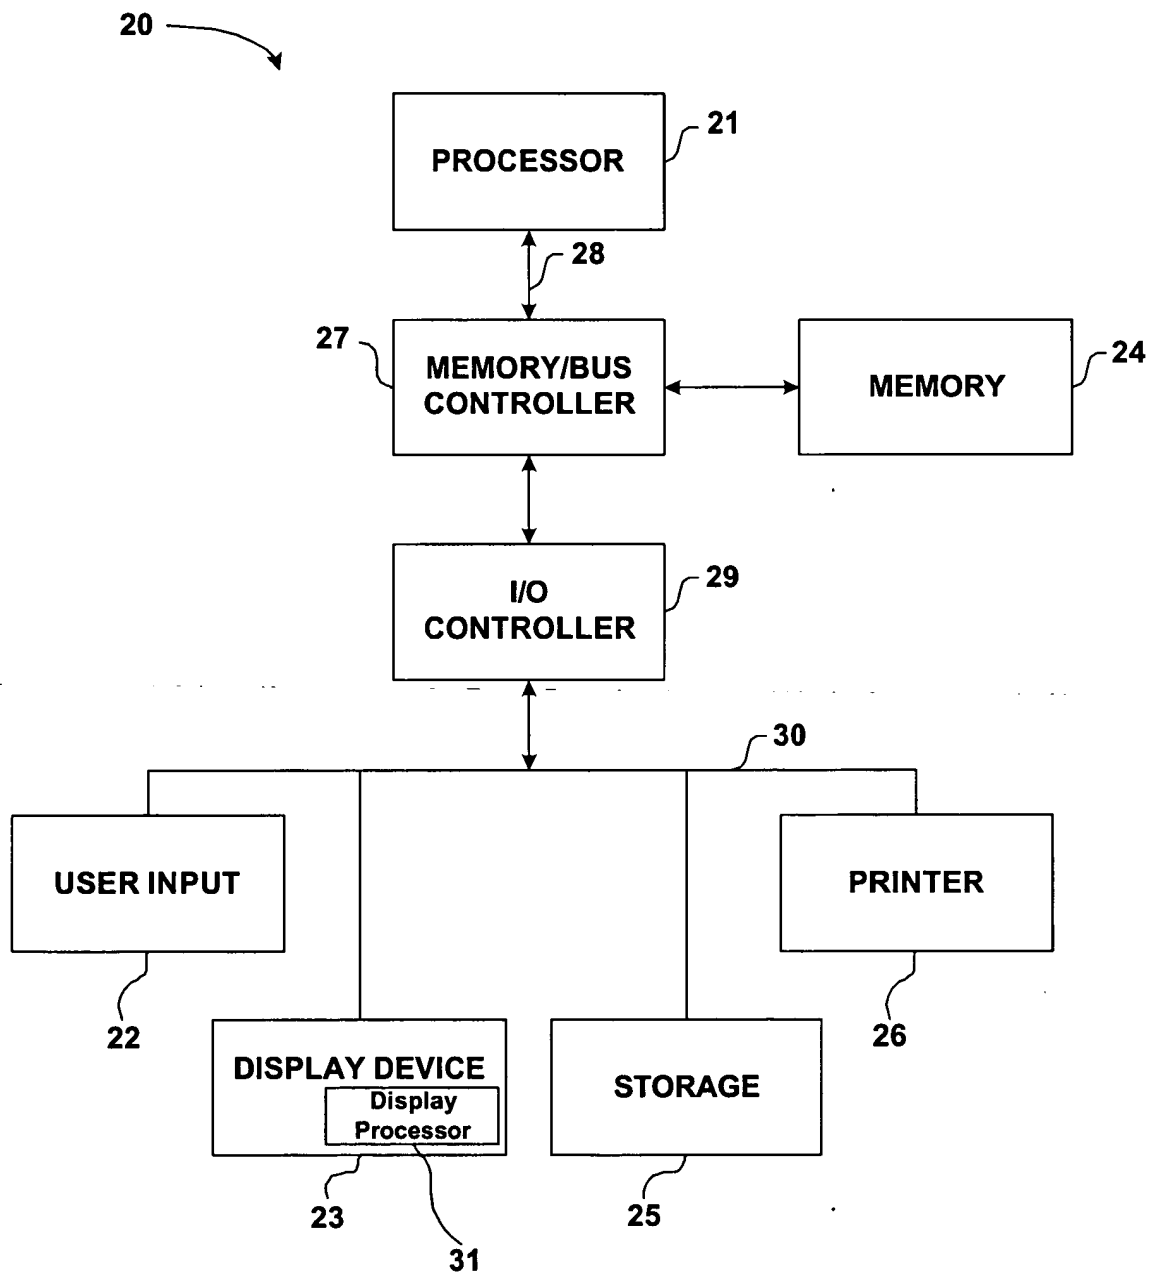 20
PROCESSOR
21
28
27
MEMORY/BUS
CONTROLLER
MEMORY
24
I/O
CONTROLLER
29
30
USER INPUT
PRINTER
22
26
DISPLAY DEVICE
Display
Processor
STORAGE
23
25
31